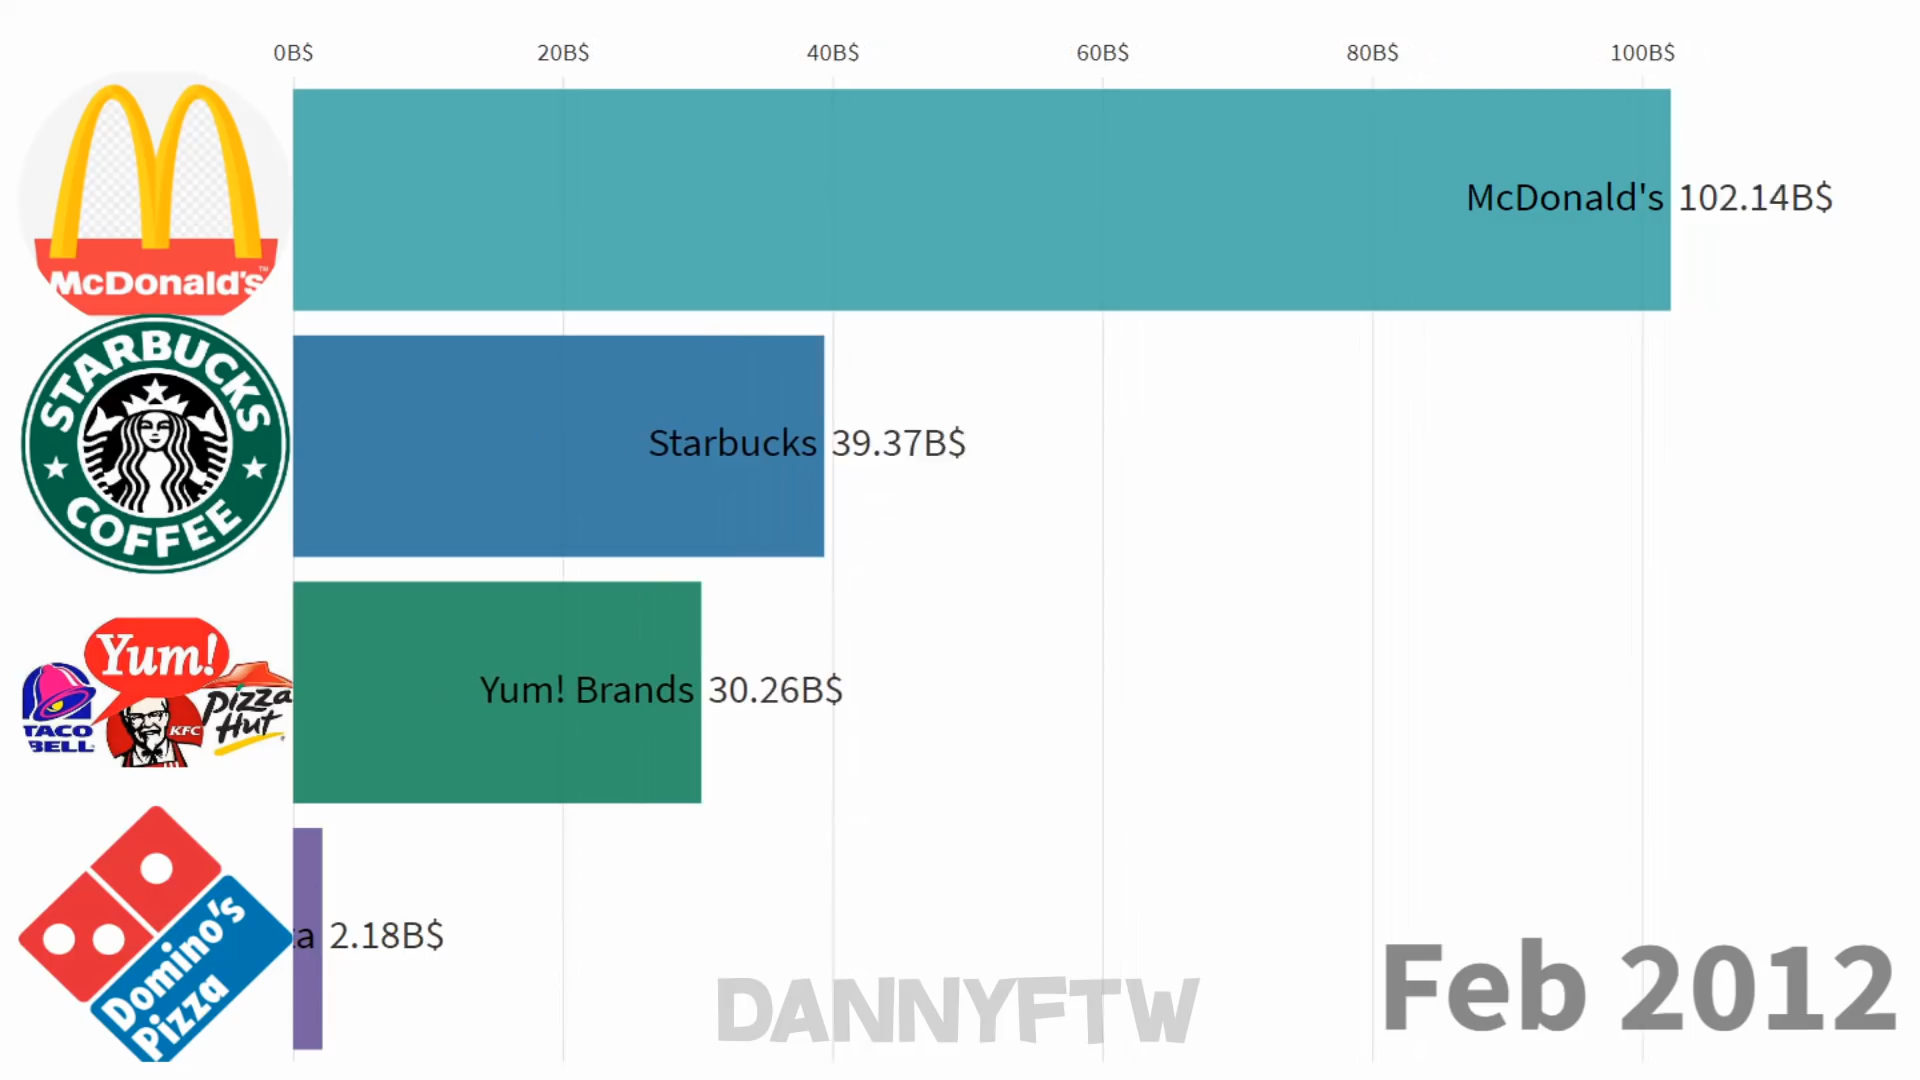 0B$ 20B$ 40B$ 60B$ 80B$ 100B$
McDonald's™
McDonald's 102.14B$
STARBUCKS
COFFEE
Starbucks 39.37B$
Yum!
TACO
BELL
KFC
Pizza
Hut
Yum! Brands 30.26B$
Domino's
Pizza
a 2.18B$
DANNYFTW
Feb 2012